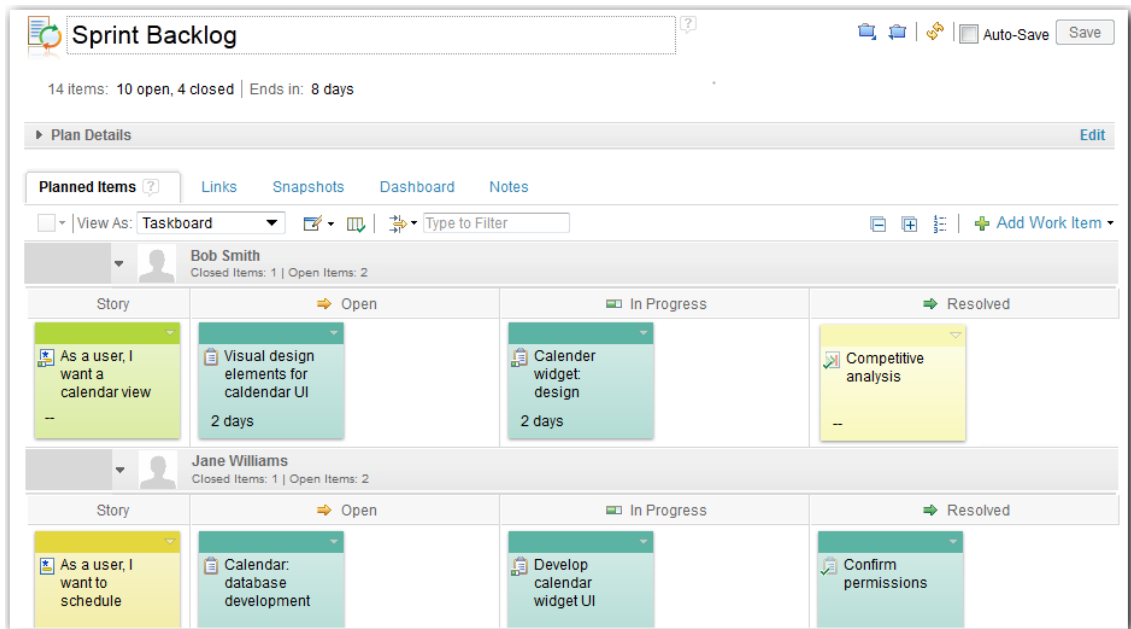 Sprint Backlog
?
Auto-Save Save
14 items: 10 open, 4 closed | Ends in: 8 days
Plan Details Edit
Planned Items ? Links Snapshots Dashboard Notes
View As: Taskboard Type to Filter Add Work Item
Bob Smith
Closed Items: 1 | Open Items: 2
Story Open In Progress Resolved
As a user, I
want a
calendar view
--
Visual design
elements for
caldendar UI
2 days
Calender
widget:
design
2 days
Competitive
analysis
--
Jane Williams
Closed Items: 1 | Open Items: 2
Story Open In Progress Resolved
As a user, I
want to
schedule
Calendar:
database
development
Develop
calendar
widget UI
Confirm
permissions